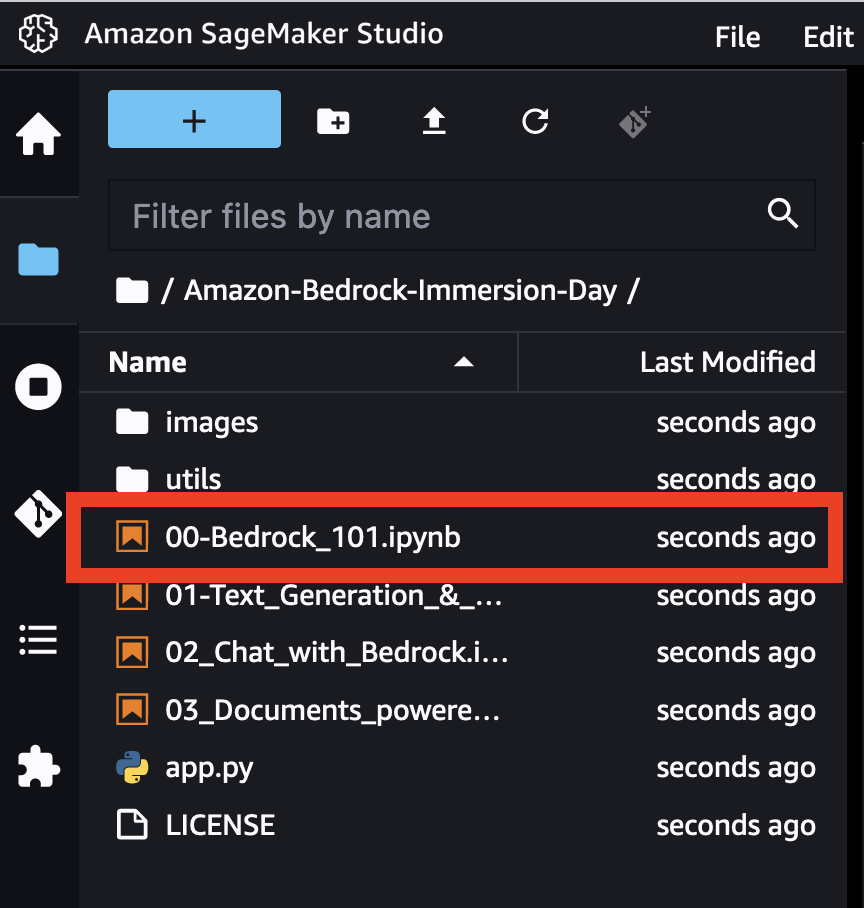 Amazon SageMaker Studio File Edit
Filter files by name
/ Amazon-Bedrock-Immersion-Day /
Name Last Modified
images seconds ago
utils seconds ago
00-Bedrock_101.ipynb seconds ago
01-Text_Generation_&_... seconds ago
02_Chat_with_Bedrock.i... seconds ago
03_Documents_powere... seconds ago
app.py seconds ago
LICENSE seconds ago